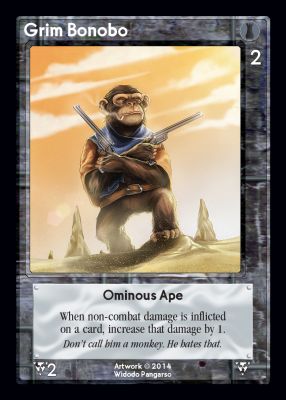 Grim Bonobo
2
Ominous Ape
When non-combat damage is inflicted
on a card, increase that damage by 1.
Don't call him a monkey. He hates that.
2
Artwork © 2014
Widodo Pangarso